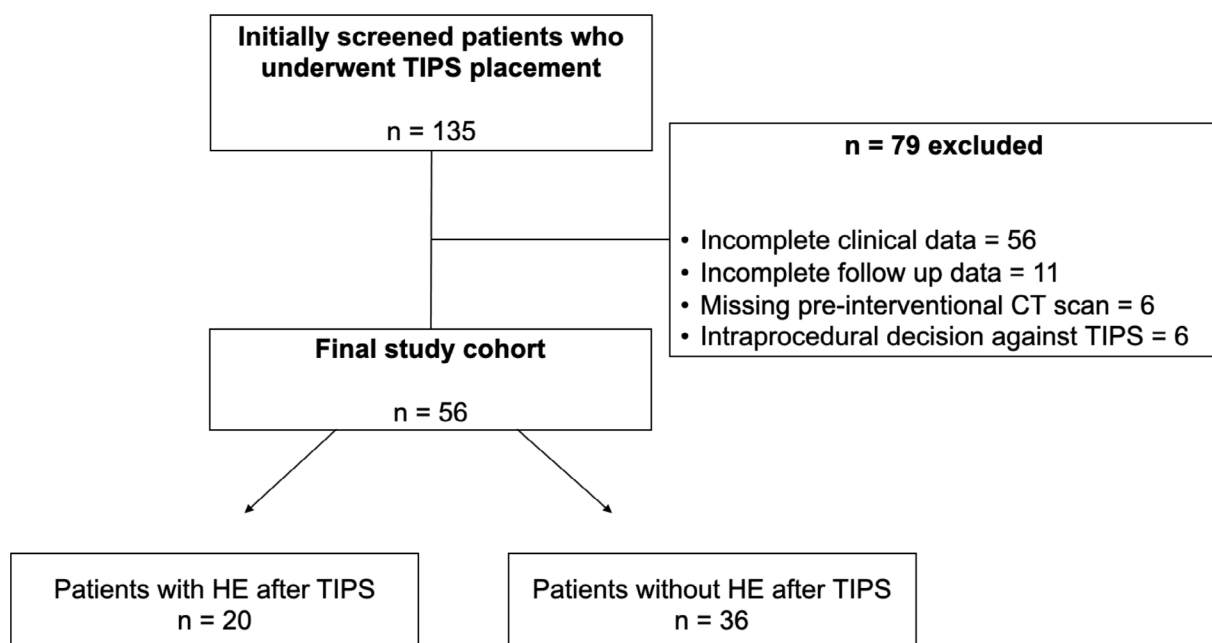 Initially screened patients who
underwent TIPS placement
n = 135
n = 79 excluded
• Incomplete clinical data = 56
• Incomplete follow up data = 11
• Missing pre-interventional CT scan = 6
• Intraprocedural decision against TIPS = 6
Final study cohort
n = 56
Patients with HE after TIPS
n = 20
Patients without HE after TIPS
n = 36